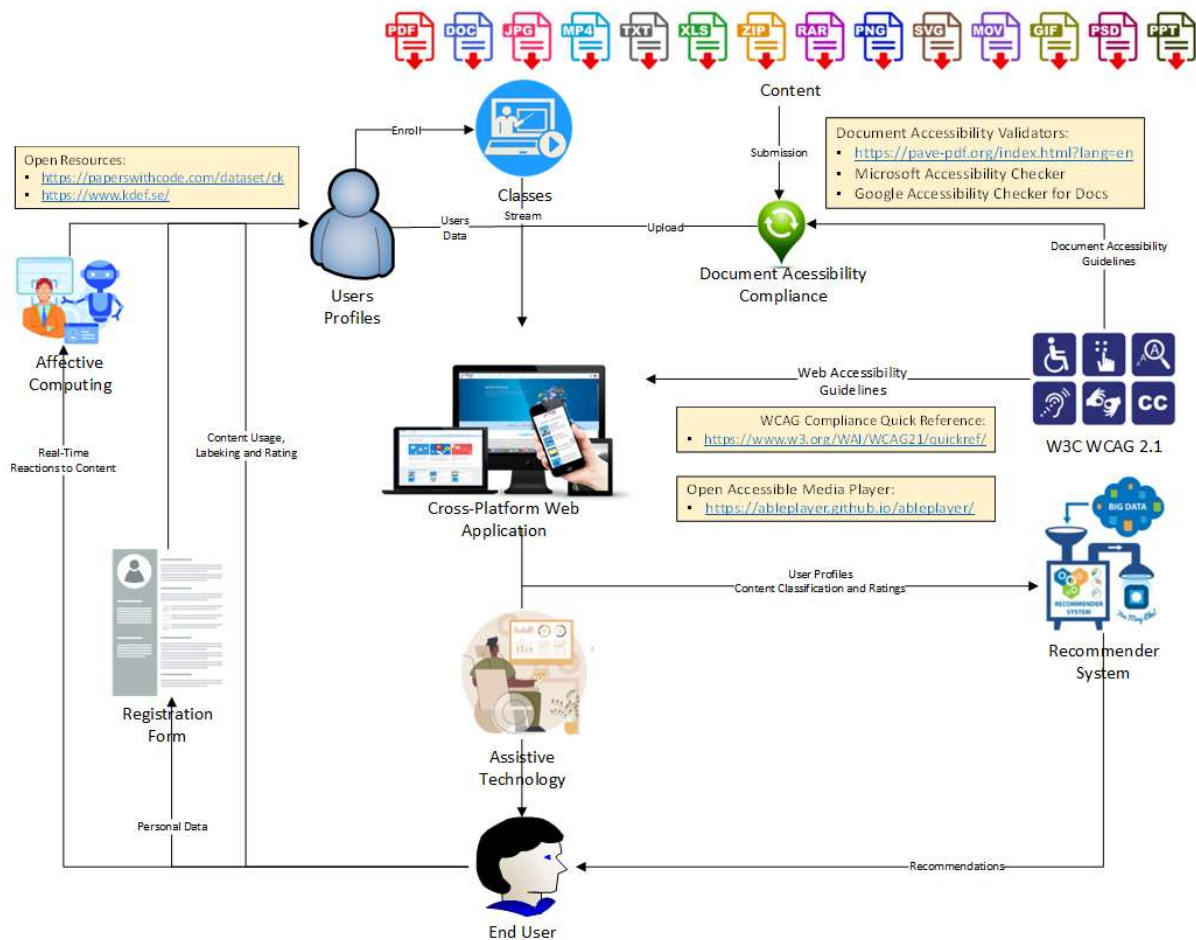 PDF DOC JPG MP4 TXT XLS ZIP RAR PNG SVG MOV GIF PSD PPT
Content
Submission
Document Accessibility Validators:
▪ https://pave-pdf.org/index.html?lang=en
▪ Microsoft Accessibility Checker
▪ Google Accessibility Checker for Docs
Enroll
Open Resources:
▪ https://paperswithcode.com/dataset/ck
▪ https://www.kdef.se/
Classes
Stream
Users
Data
Upload
Document Accessibility
Guidelines
Document Acessibility
Compliance
Users
Profiles
Affective
Computing
Web Accessibility
Guidelines
CC
WCAG Compliance Quick Reference:
▪ https://www.w3.org/WAI/WCAG21/quickref/
W3C WCAG 2.1
Real-Time
Reactions to Content
Content Usage,
Labeking and Rating
Open Accessible Media Player:
▪ https://ableplayer.github.io/ableplayer/
Cross-Platform Web
Application
BIG DATA
User Profiles
Content Classification and Ratings
RECOMMENDER
SYSTEM
You May Like!
Recommender
System
Registration
Form
Assistive
Technology
Personal Data
Recommendations
End User